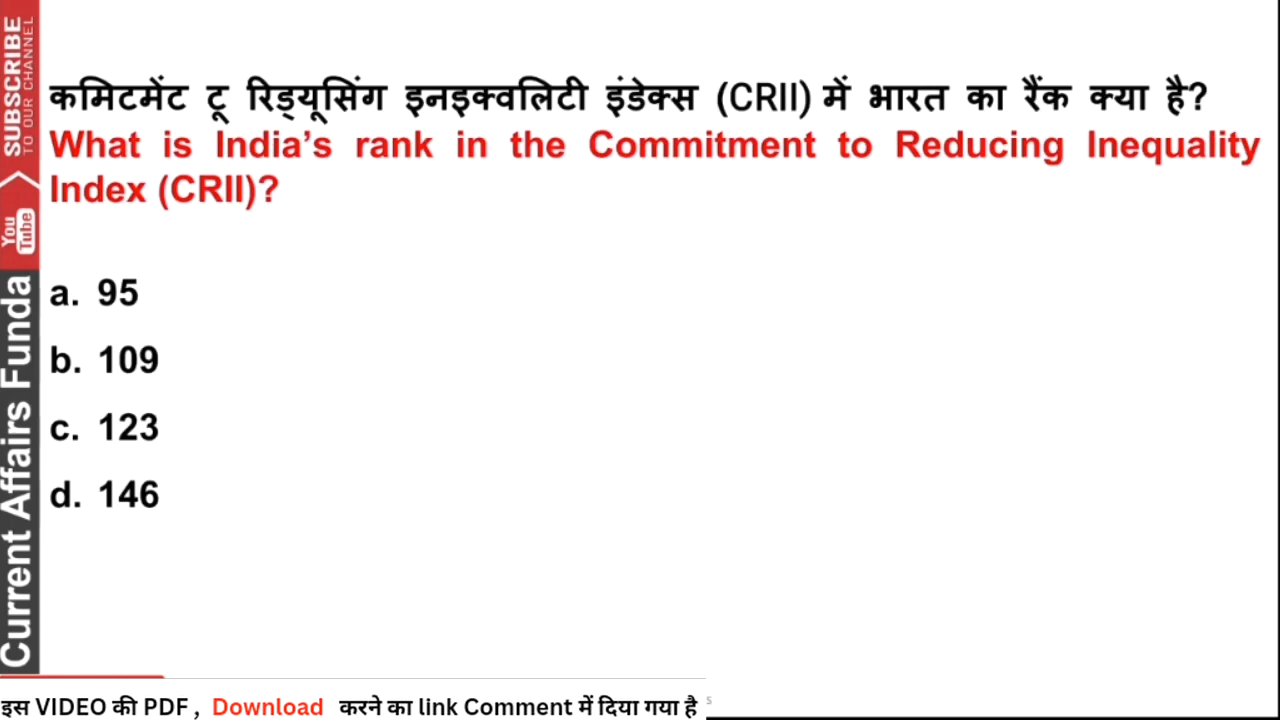 कमिटमेंट टू रिड्यूसिंग इनइक्वलिटी इंडेक्स (CRII) में भारत का रैंक क्या है?
What is India’s rank in the Commitment to Reducing Inequality
Index (CRII)?
a. 95
b. 109
c. 123
d. 146
SUBSCRIBE
TO OUR CHANNEL
You Tube
Current Affairs Funda
इस VIDEO की PDF , Download करने का link Comment में दिया गया है
s